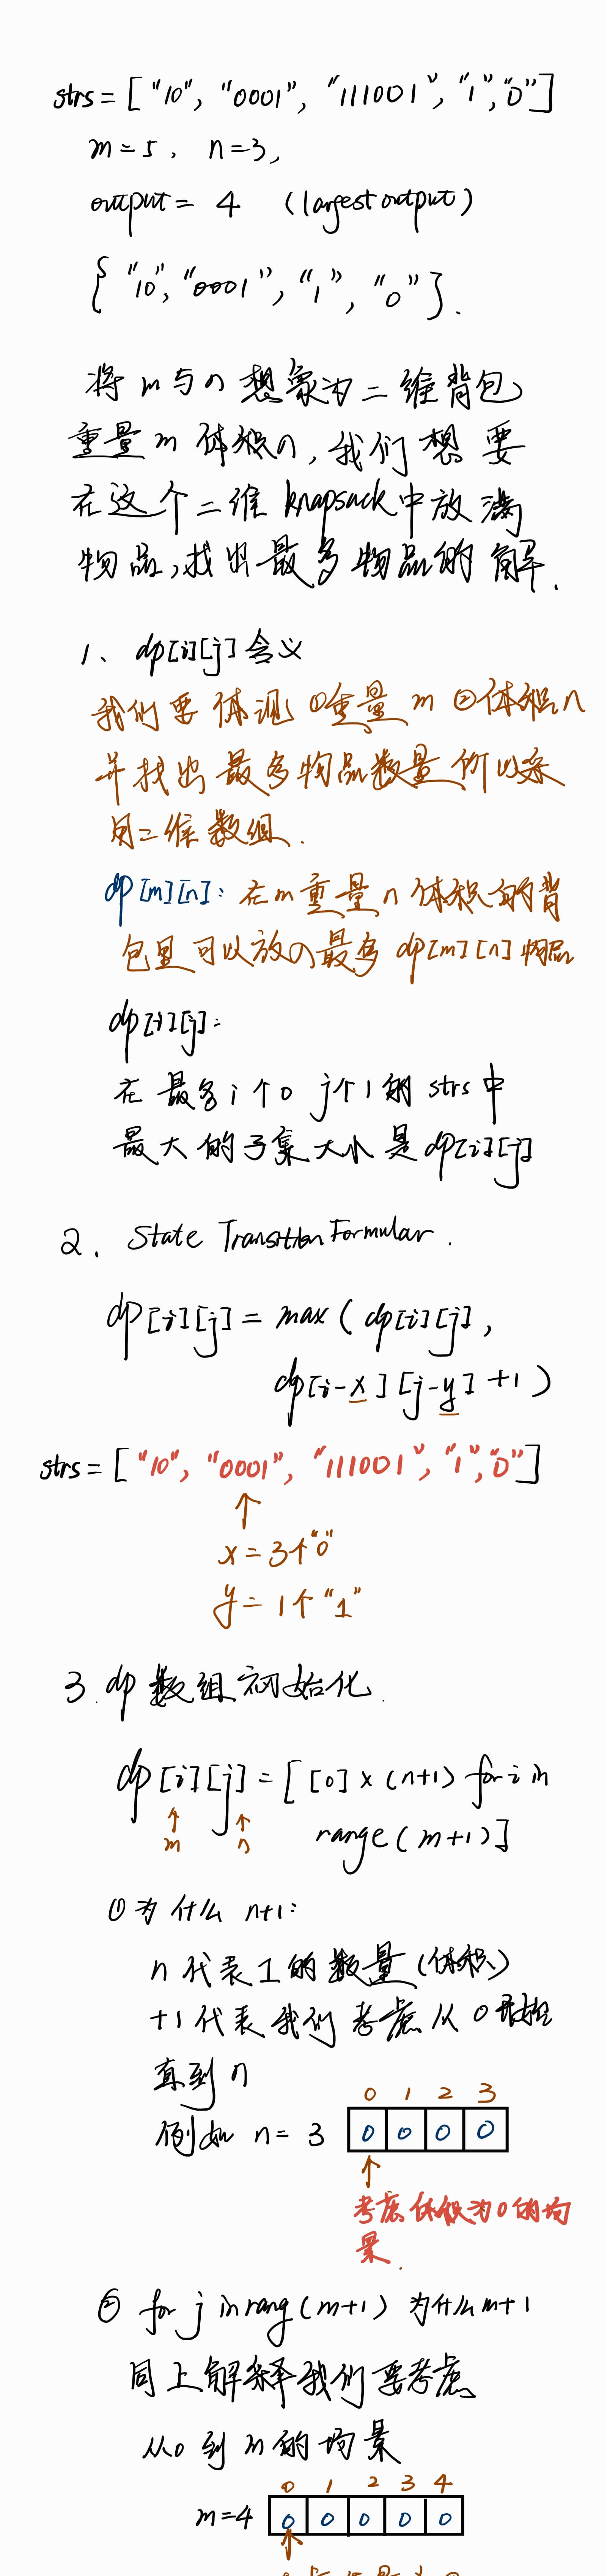 strs = [ "10", "0001", "111001", "1", "0" ]
m = 5, n = 3,
output = 4 (largest output)
{ "10", "0001", "1", "0" }.
将 m 与 n 想象为二维背包
重量 m 体积 n, 我们想要
在这个二维 knapsack 中放满
物品, 找出最多物品的解.
1、dp[i][j] 含义
我们要体现 ①重量 m ②体积 n
并找出最多物品数量所以采
用二维数组.
dp[m][n]: 在 m 重量 n 体积的背
包里可以放入最多 dp[m][n] 物品
dp[i][j]:
在最多 i 个 0 j 个 1 的 strs 中
最大的子集大小是 dp[i][j]
2. State Transition Formular.
dp[i][j] = max ( dp[i][j],
dp[i-x][j-y] +1 )
strs = [ "10", "0001", "111001", "1", "0" ]
↑
x = 3个"0"
y = 1个"1"
3. dp 数组初始化.
dp[i][j] = [ [0] × (n+1) for i in
↑ ↑ range (m+1) ]
m n
① 为什么 n+1:
n 代表 1 的数量 (体积)
+1 代表我们考虑从 0 开始
直到 n
0 1 2 3
例如 n = 3 0 0 0 0
↑
考虑体积为 0 的场
景.
② for j in rang (m+1) 为什么 m+1
同上解释我们要考虑
从 0 到 m 的场景
0 1 2 3 4
m=4 0 0 0 0 0
↑